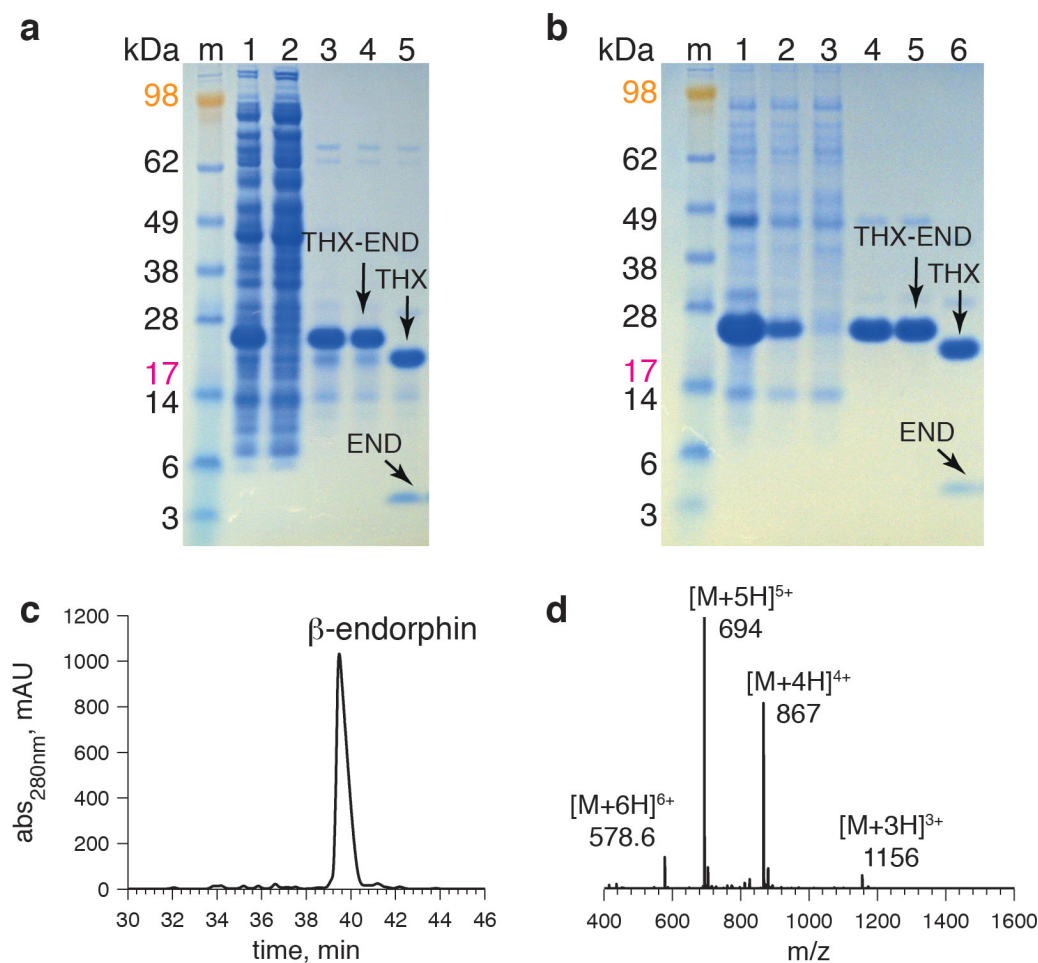 a
kDa m 1 2 3 4 5
98
62
49
38
28
17
14
6
3
THX-END
THX
END
b
kDa m 1 2 3 4 5 6
98
62
49
38
28
17
14
6
3
THX-END
THX
END
c
1200
1000
800
600
400
200
0
abs280nm, mAU
β-endorphin
30 32 34 36 38 40 42 44 46
time, min
d
[M+5H]5+
694
[M+4H]4+
867
[M+6H]6+
578.6
[M+3H]3+
1156
400 600 800 1000 1200 1400 1600
m/z